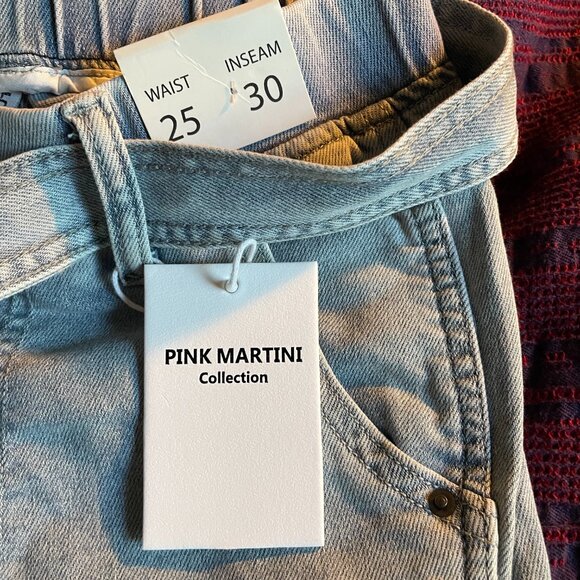 WAIST INSEAM
25 30
PINK MARTINI
Collection